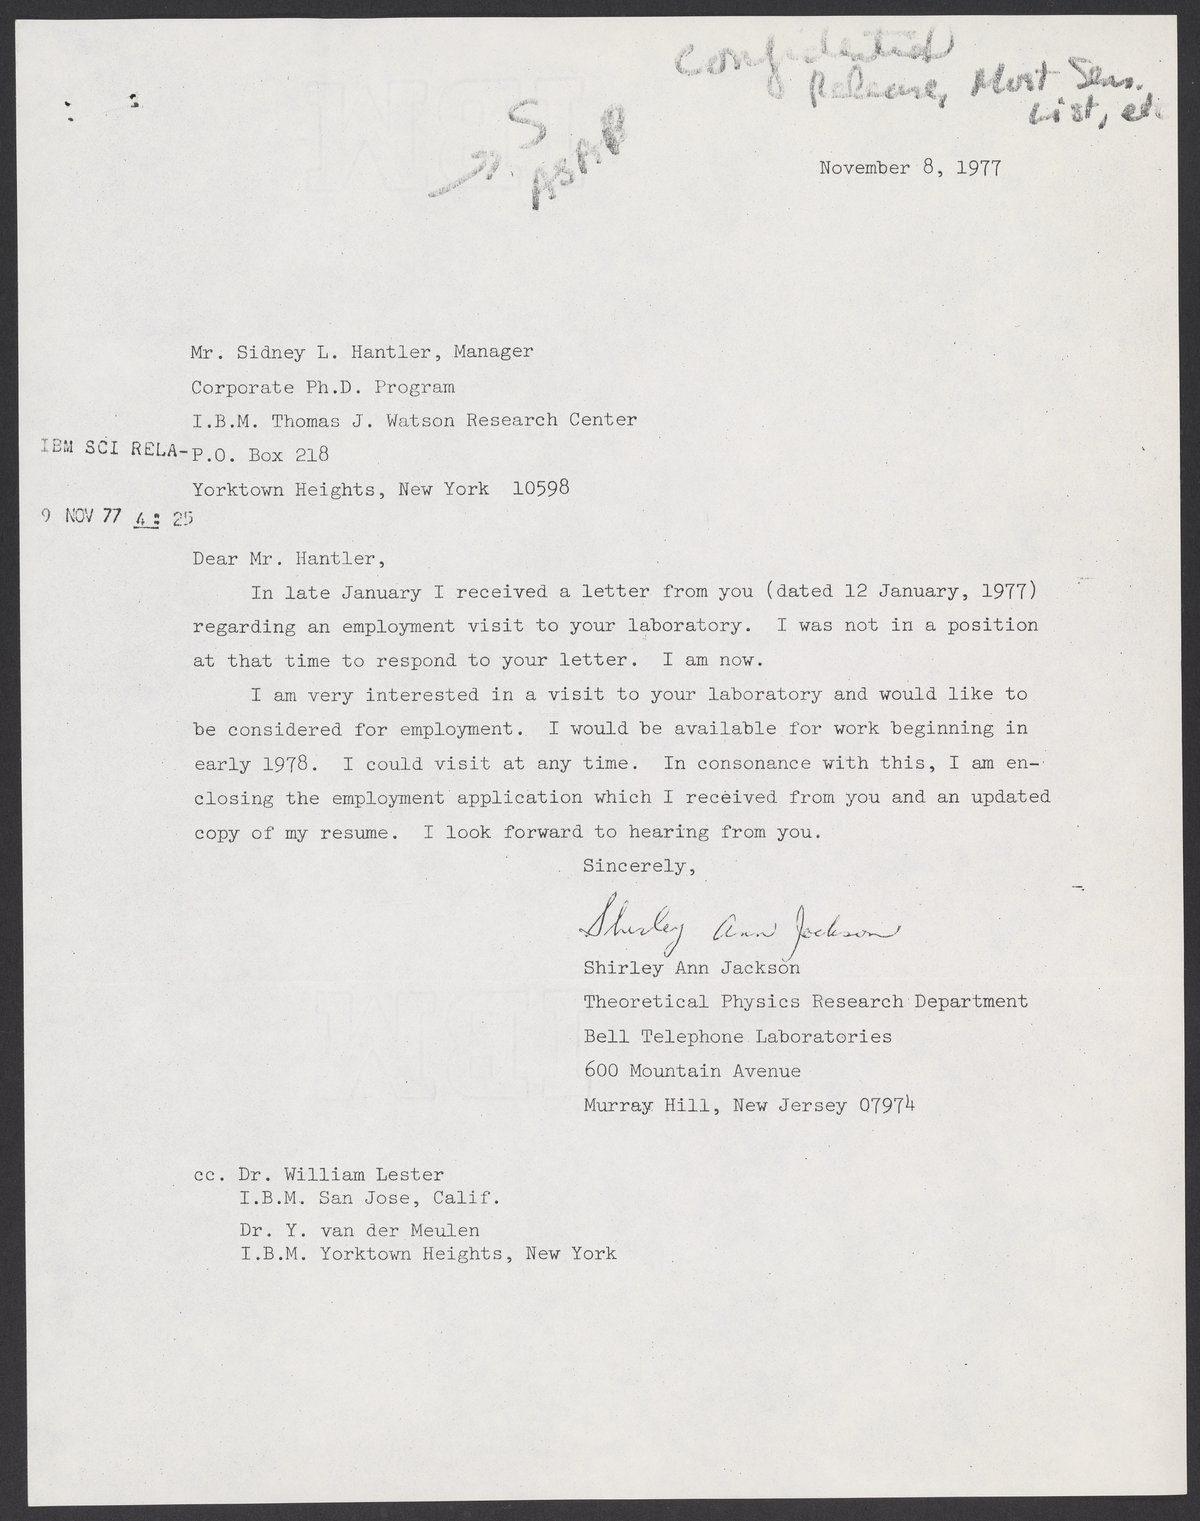 Confidential
Release, Most Sens.
List, etc
S
ASAP
November 8, 1977
Mr. Sidney L. Hantler, Manager
Corporate Ph.D. Program
I.B.M. Thomas J. Watson Research Center
IBM SCI RELA-
P.O. Box 218
Yorktown Heights, New York 10598
9 NOV 77 4: 25
Dear Mr. Hantler,
In late January I received a letter from you (dated 12 January, 1977)
regarding an employment visit to your laboratory. I was not in a position
at that time to respond to your letter. I am now.
I am very interested in a visit to your laboratory and would like to
be considered for employment. I would be available for work beginning in
early 1978. I could visit at any time. In consonance with this, I am en-
closing the employment application which I received from you and an updated
copy of my resume. I look forward to hearing from you.
Sincerely,
Shirley Ann Jackson
Shirley Ann Jackson
Theoretical Physics Research Department
Bell Telephone Laboratories
600 Mountain Avenue
Murray Hill, New Jersey 07974
cc. Dr. William Lester
I.B.M. San Jose, Calif.
Dr. Y. van der Meulen
I.B.M. Yorktown Heights, New York